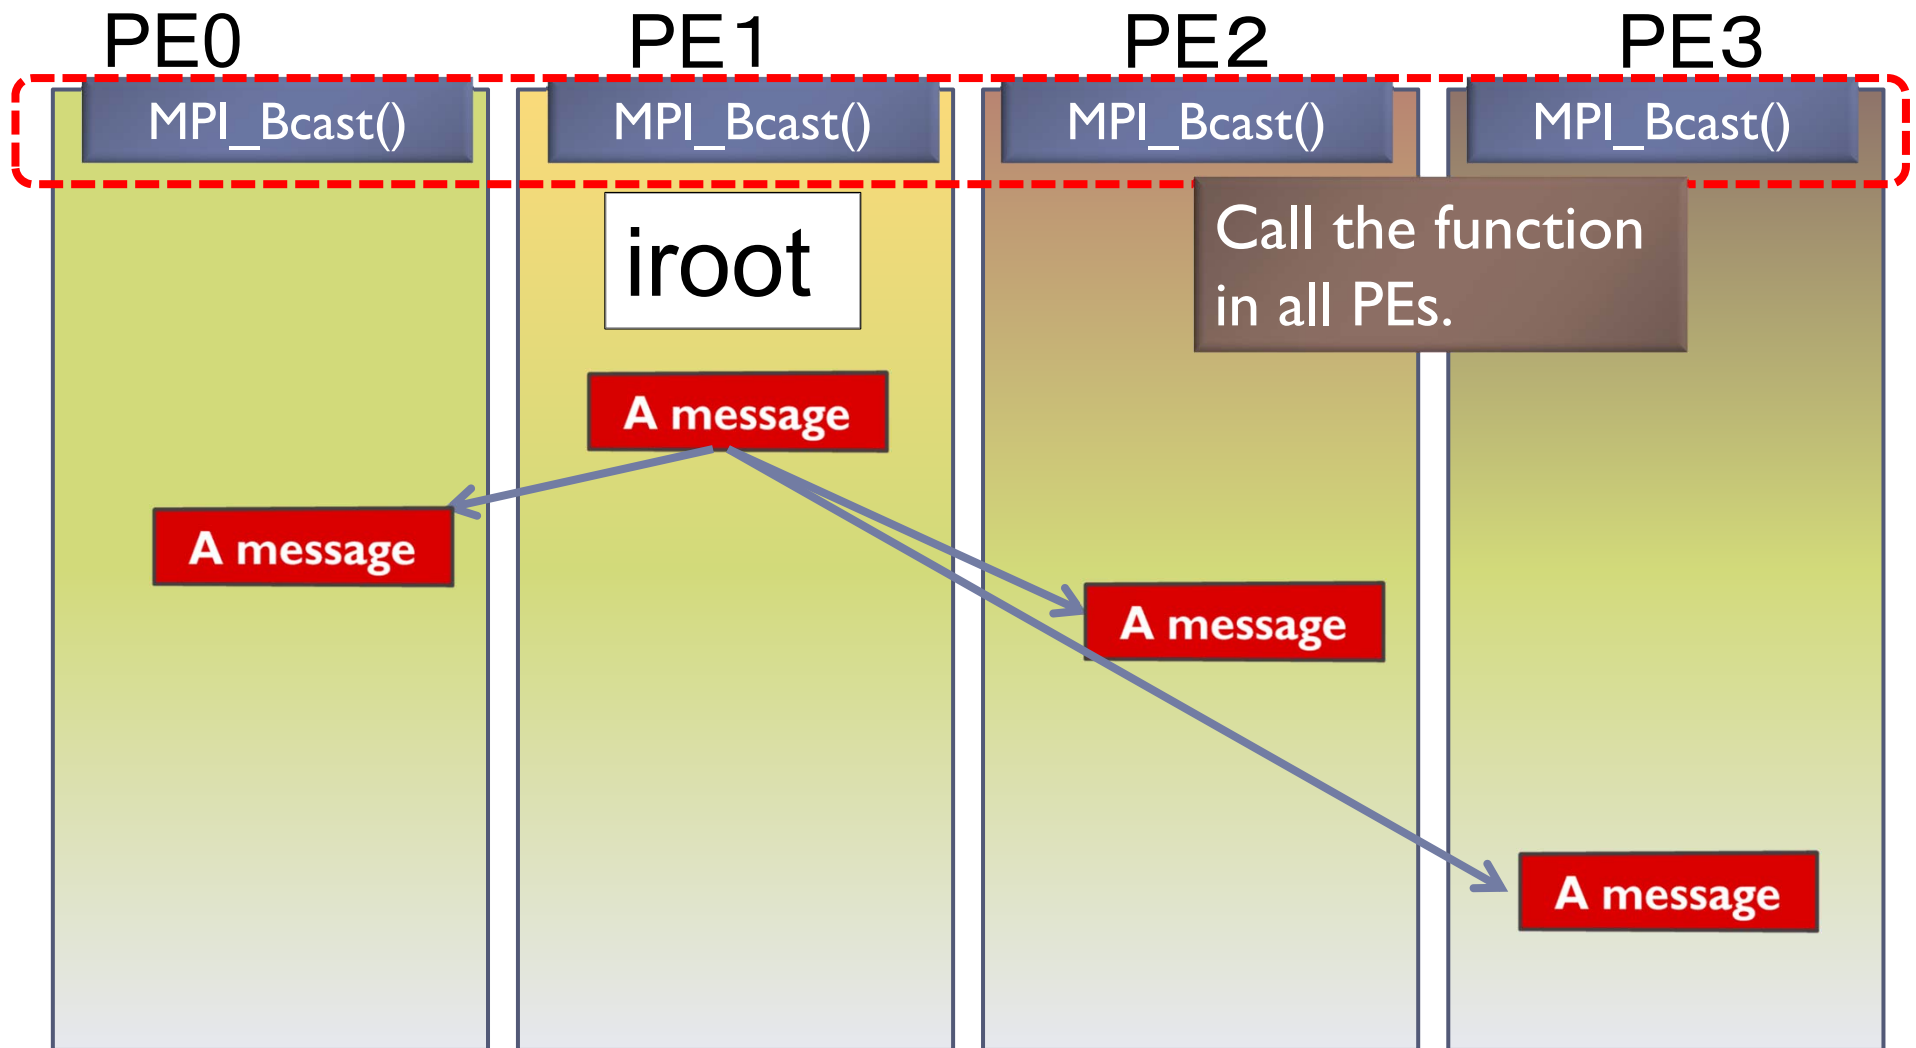 PE0
PE1
PE2
PE3
MPI_Bcast()
MPI_Bcast()
MPI_Bcast()
MPI_Bcast()
iroot
Call the function
in all PEs.
A message
A message
A message
A message